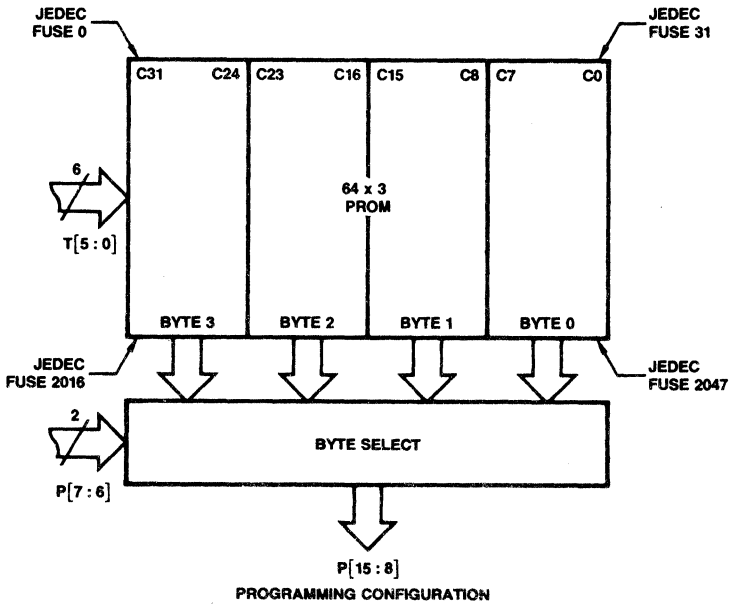 JEDEC
FUSE 0
JEDEC
FUSE 31
C31 C24 C23 C16 C15 C8 C7 C0
6
T[5:0]
64 x 3
PROM
BYTE 3 BYTE 2 BYTE 1 BYTE 0
JEDEC
FUSE 2016
JEDEC
FUSE 2047
2
P[7:6]
BYTE SELECT
P[15:8]
PROGRAMMING CONFIGURATION